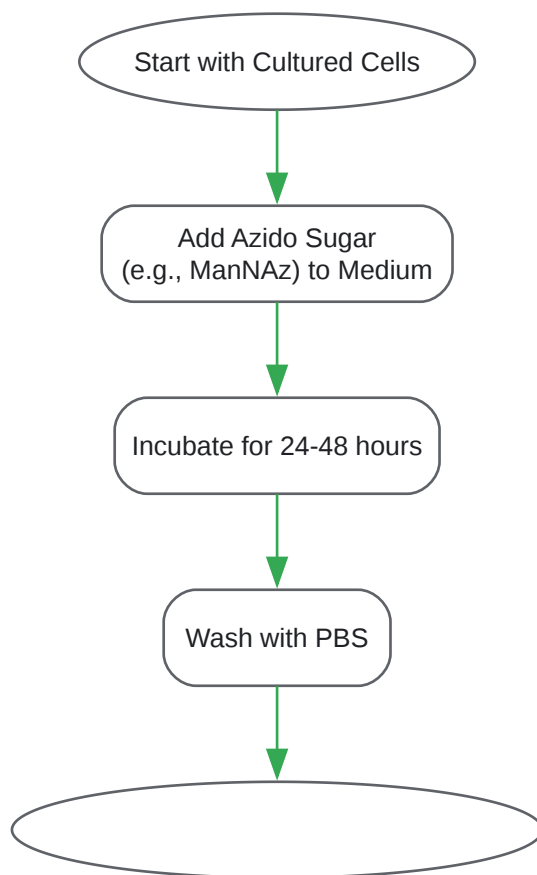 Start with Cultured Cells
Add Azido Sugar
(e.g., ManNAz) to Medium
Incubate for 24-48 hours
Wash with PBS